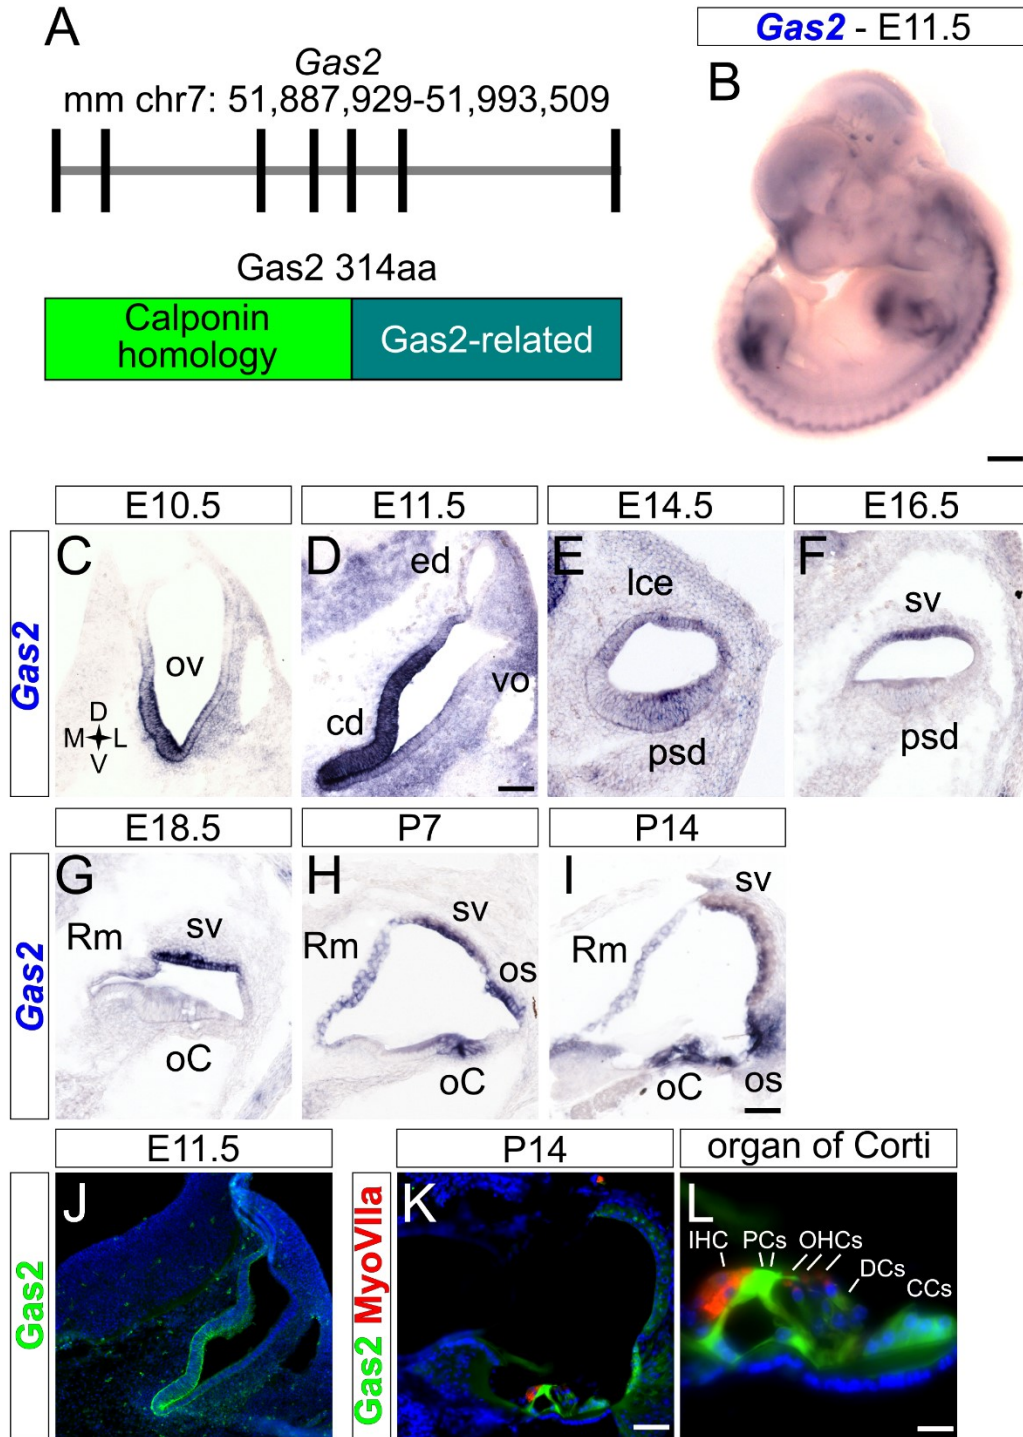 A
Gas2
mm chr7: 51,887,929-51,993,509
Gas2 314aa
Calponin
homology
Gas2-related
Gas2 - E11.5
B
E10.5
E11.5
E14.5
E16.5
Gas2
C
ov
D
M
L
V
D
ed
cd
vo
E
lce
psd
F
sv
psd
E18.5
P7
P14
Gas2
G
Rm
sv
oC
H
Rm
sv
os
oC
I
Rm
sv
oC
os
E11.5
P14
organ of Corti
Gas2
J
Gas2 MyoVIIa
K
L
IHC
PCs
OHCs
DCs
CCs